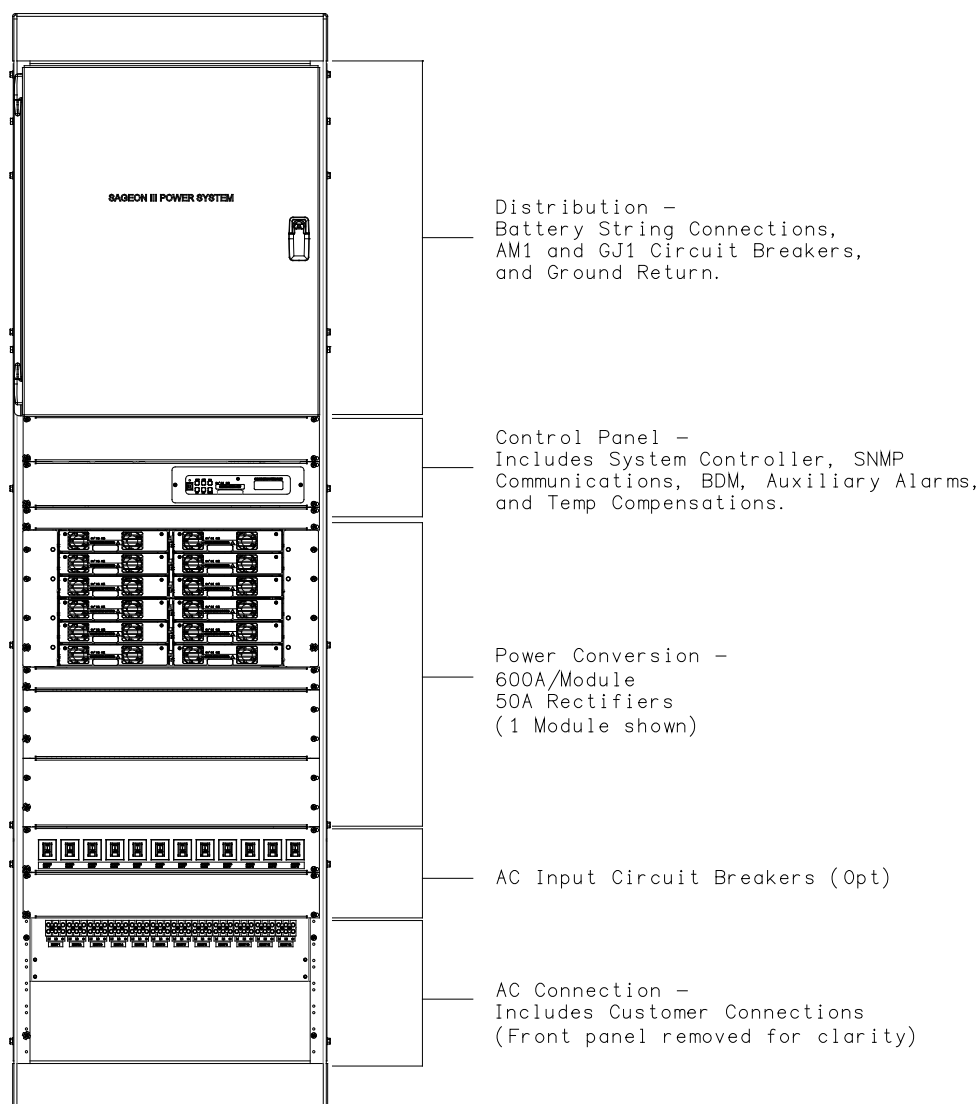 SAGEON III POWER SYSTEM
Distribution –
Battery String Connections,
AM1 and GJ1 Circuit Breakers,
and Ground Return.
Control Panel –
Includes System Controller, SNMP
Communications, BDM, Auxiliary Alarms,
and Temp Compensations.
Power Conversion –
600A/Module
50A Rectifiers
(1 Module shown)
AC Input Circuit Breakers (Opt)
AC Connection –
Includes Customer Connections
(Front panel removed for clarity)